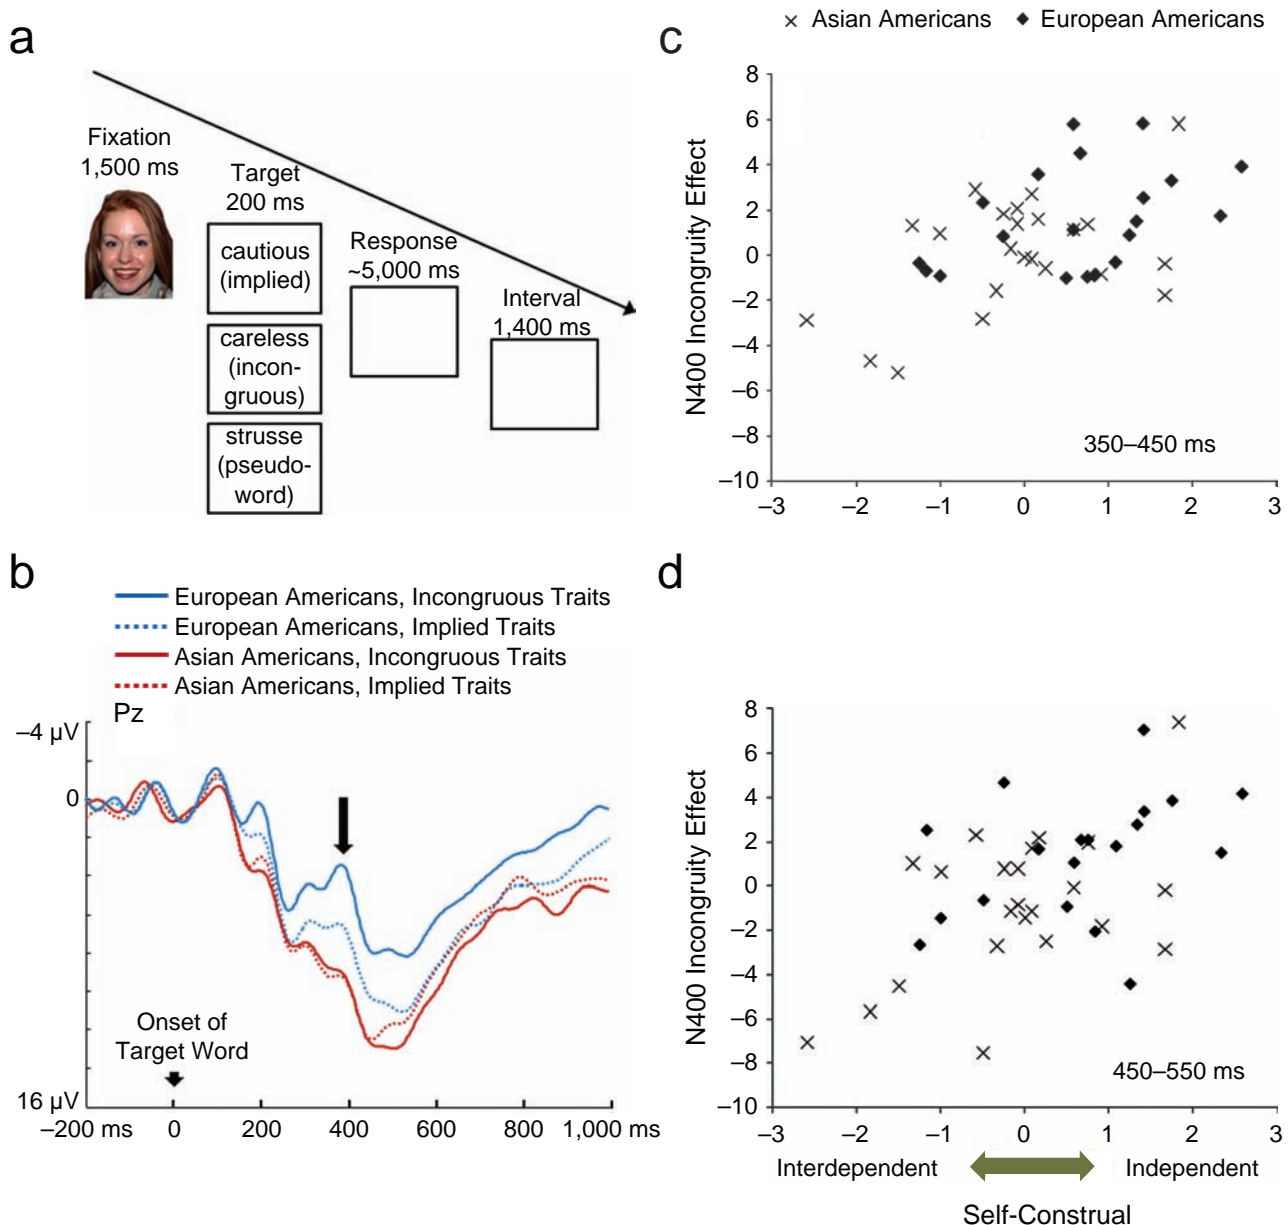 a
Fixation
1,500 ms
Target
200 ms
cautious
(implied)
careless
(incon-
gruous)
strusse
(pseudo-
word)
Response
~5,000 ms
Interval
1,400 ms
b
European Americans, Incongruous Traits
European Americans, Implied Traits
Asian Americans, Incongruous Traits
Asian Americans, Implied Traits
Pz
–4 µV
0
16 µV
Onset of
Target Word
–200 ms 0 200 400 600 800 1,000 ms
c
Asian Americans European Americans
N400 Incongruity Effect
8
6
4
2
0
–2
–4
–6
–8
–10
350–450 ms
–3 –2 –1 0 1 2 3
d
N400 Incongruity Effect
8
6
4
2
0
–2
–4
–6
–8
–10
450–550 ms
–3 –2 –1 0 1 2 3
Interdependent Independent
Self-Construal